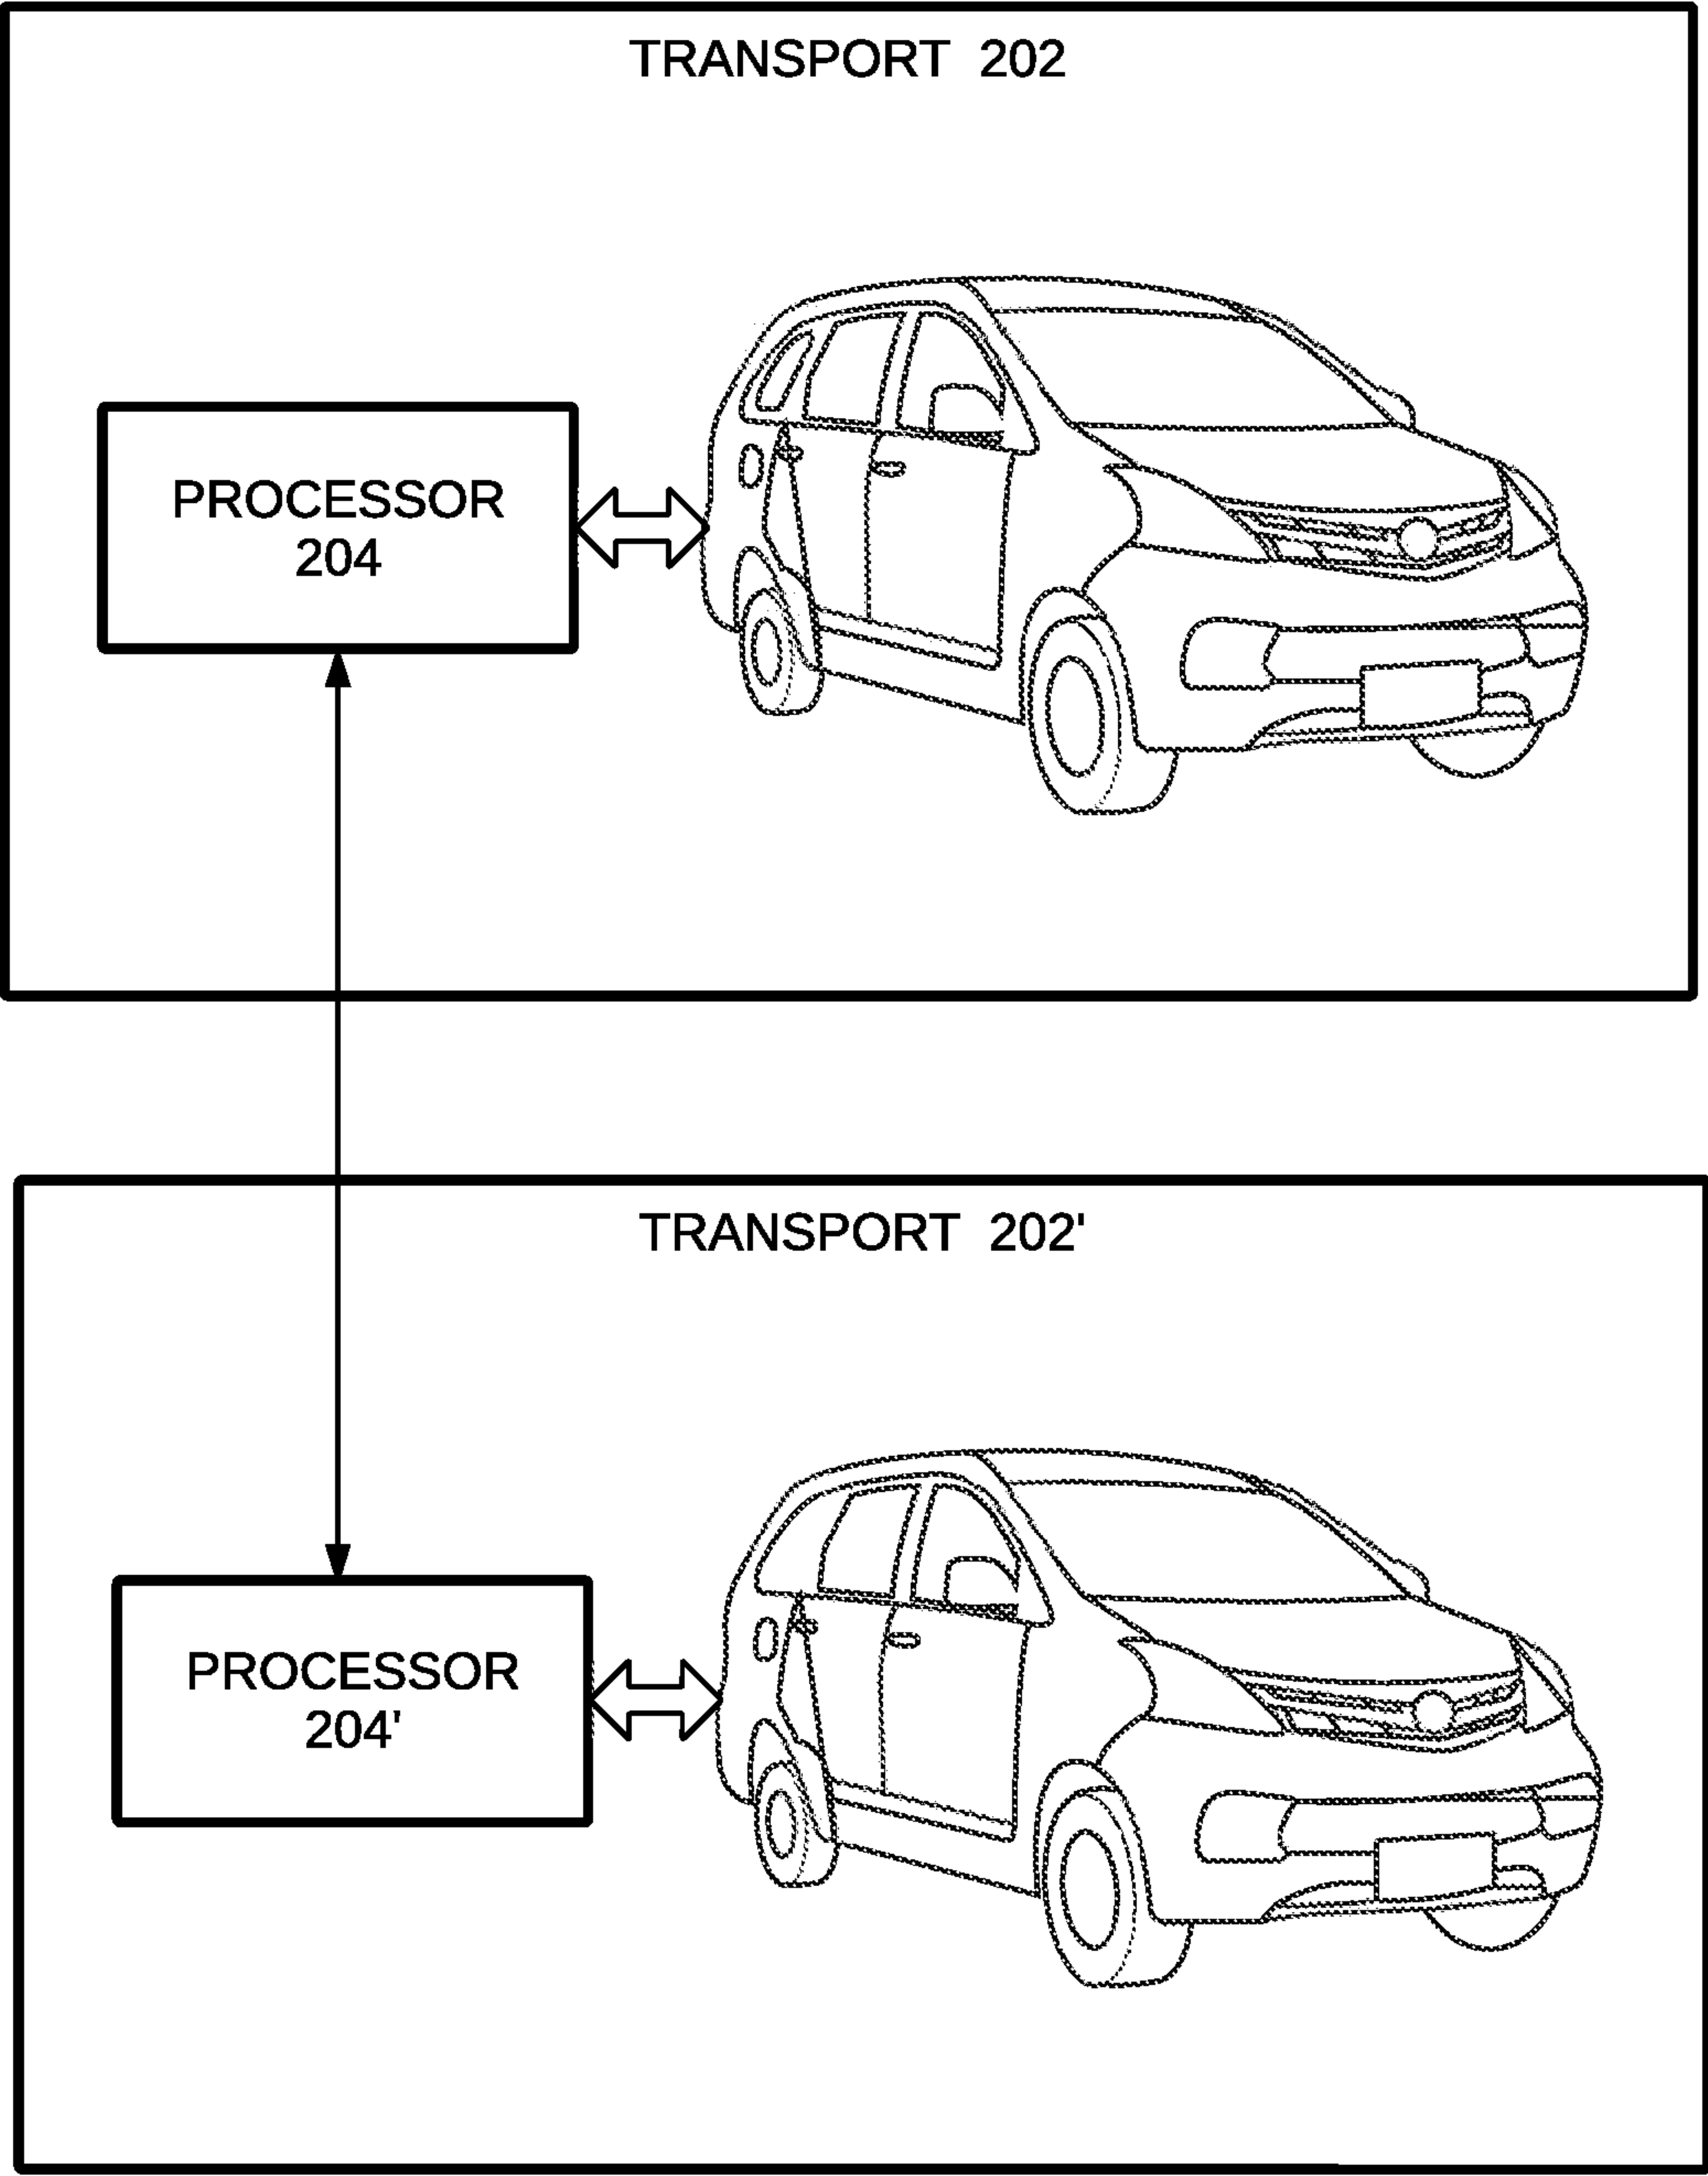 TRANSPORT 202
PROCESSOR
204
TRANSPORT 202'
PROCESSOR
204'